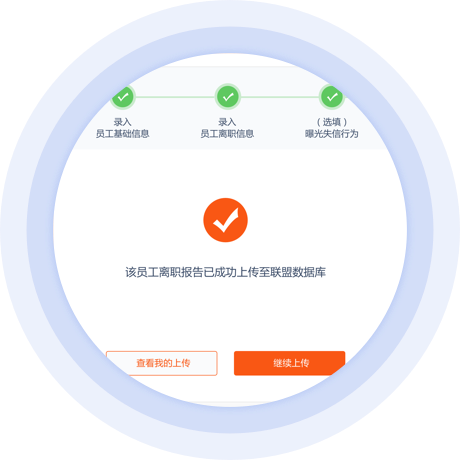 录入
员工基础信息
录入
员工离职信息
（选填）
曝光失信行为
该员工离职报告已成功上传至联盟数据库
查看我的上传
继续上传